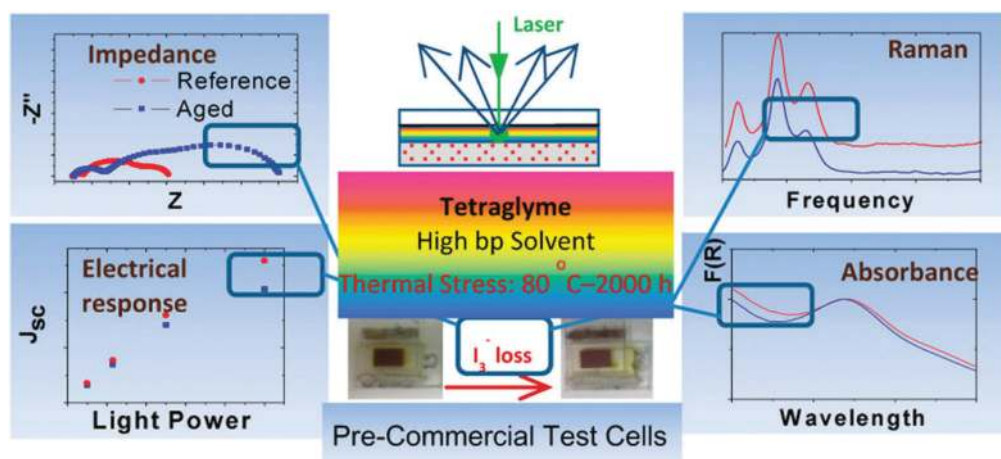 Impedance
Reference
Aged
-Z"
Z
Electrical
response
Jsc
Light Power
Laser
Tetraglyme
High bp Solvent
Thermal Stress: 80 °C–2000 h
I3- loss
Pre-Commercial Test Cells
Raman
Frequency
Absorbance
F(R)
Wavelength